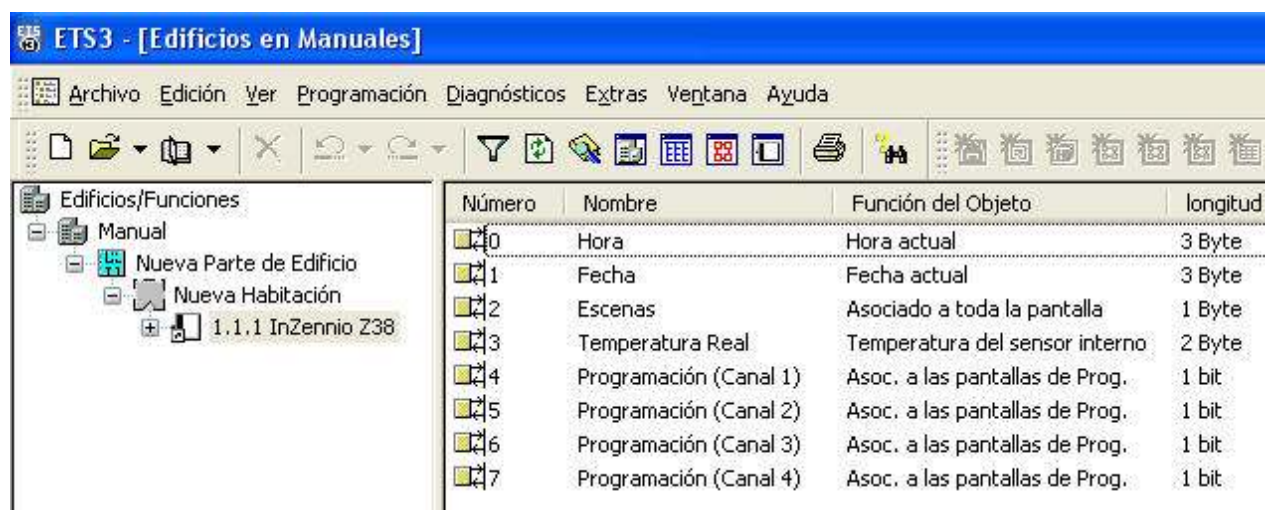 ETS3 - [Edificios en Manuales]
Archivo Edición Ver Programación Diagnósticos Extras Ventana Ayuda
Edificios/Funciones
Manual
Nueva Parte de Edificio
Nueva Habitación
1.1.1 InZennio Z38
Número Nombre Función del Objeto longitud
0 Hora Hora actual 3 Byte
1 Fecha Fecha actual 3 Byte
2 Escenas Asociado a toda la pantalla 1 Byte
3 Temperatura Real Temperatura del sensor interno 2 Byte
4 Programación (Canal 1) Asoc. a las pantallas de Prog. 1 bit
5 Programación (Canal 2) Asoc. a las pantallas de Prog. 1 bit
6 Programación (Canal 3) Asoc. a las pantallas de Prog. 1 bit
7 Programación (Canal 4) Asoc. a las pantallas de Prog. 1 bit